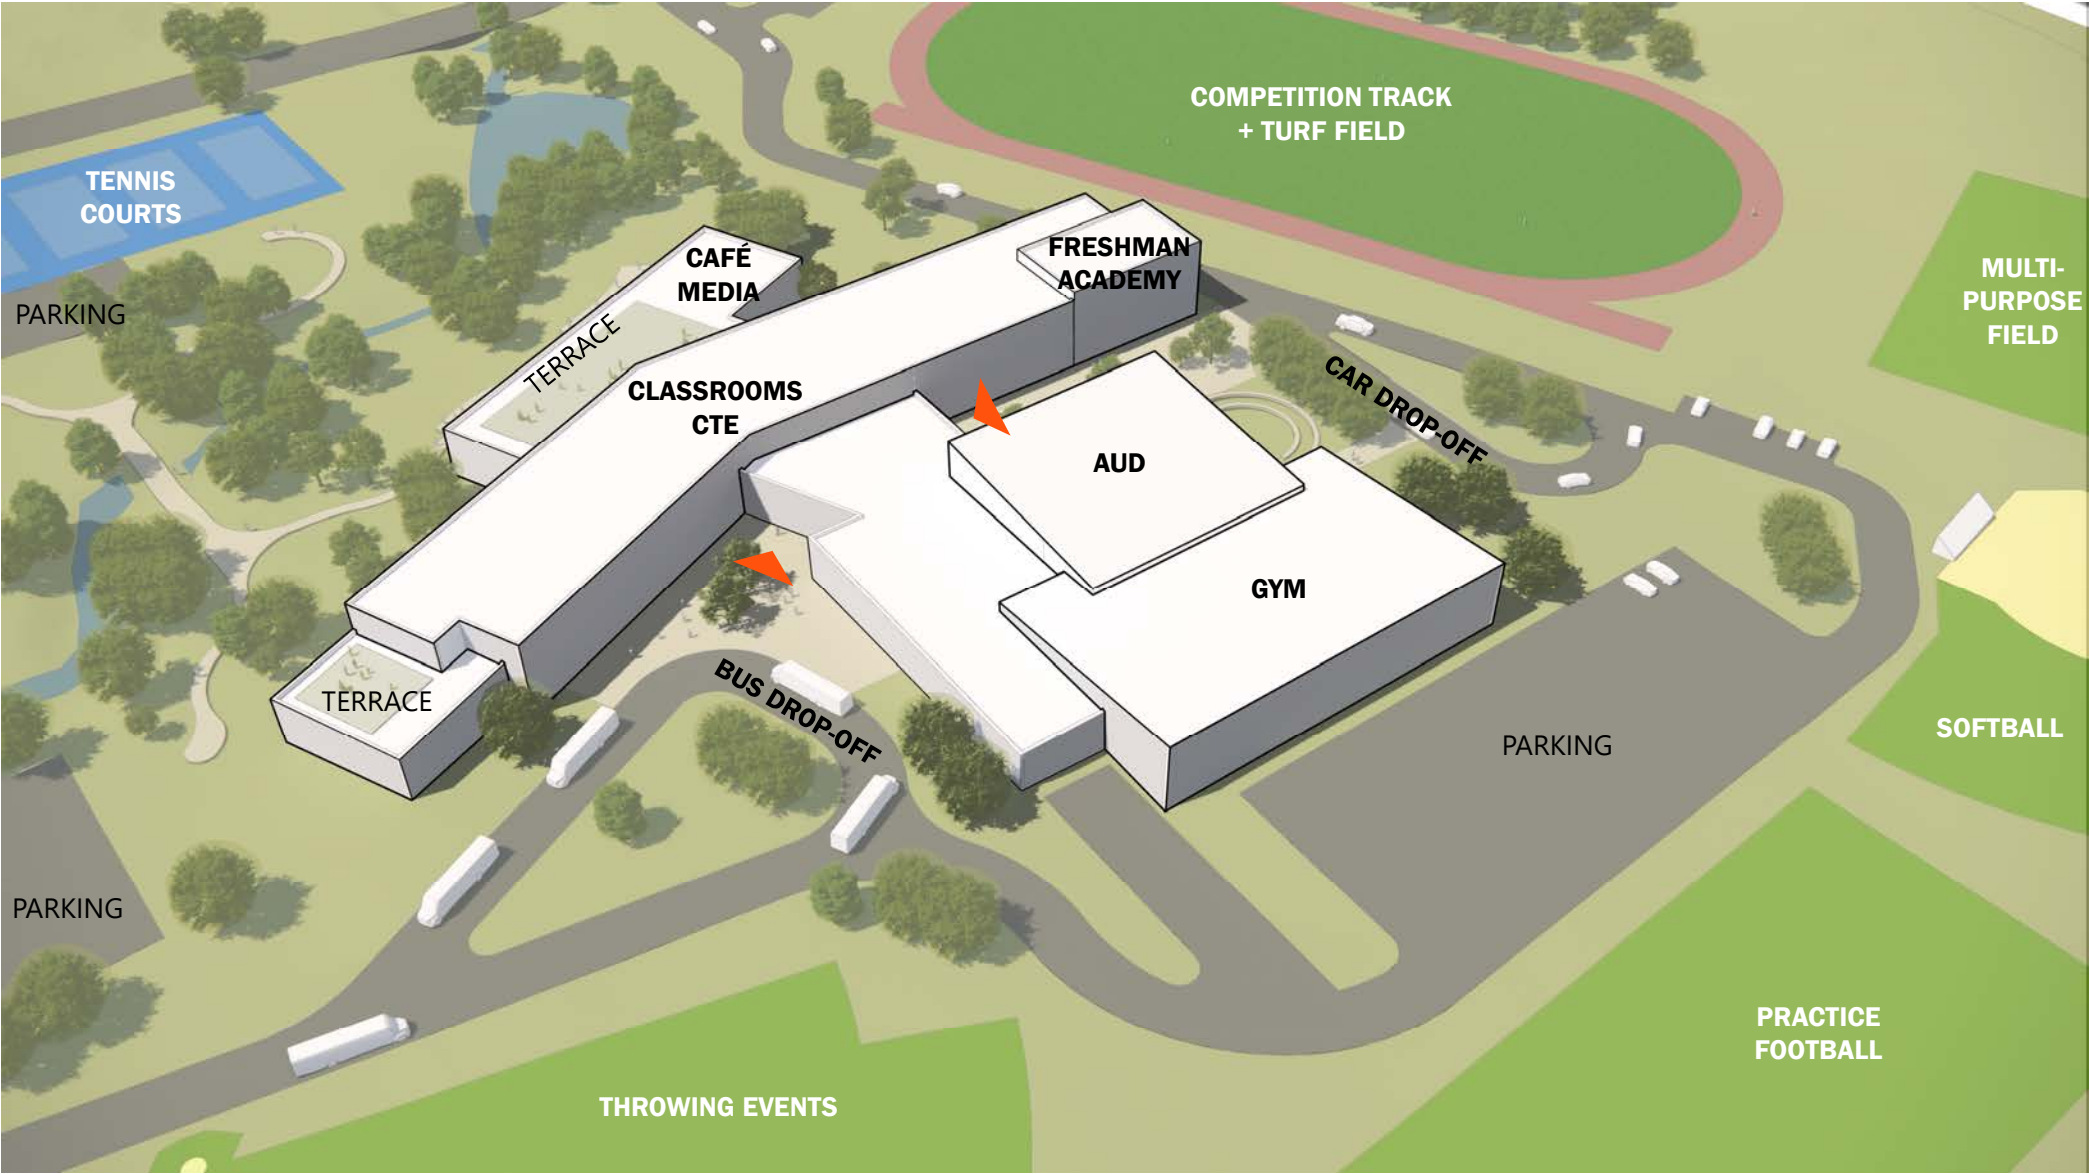 COMPETITION TRACK
+ TURF FIELD
TENNIS
COURTS
CAFÉ
MEDIA
FRESHMAN
ACADEMY
MULTI-
PURPOSE
FIELD
PARKING
TERRACE
CLASSROOMS
CTE
CAR DROP-OFF
AUD
GYM
TERRACE
BUS DROP-OFF
PARKING
SOFTBALL
PARKING
PRACTICE
FOOTBALL
THROWING EVENTS